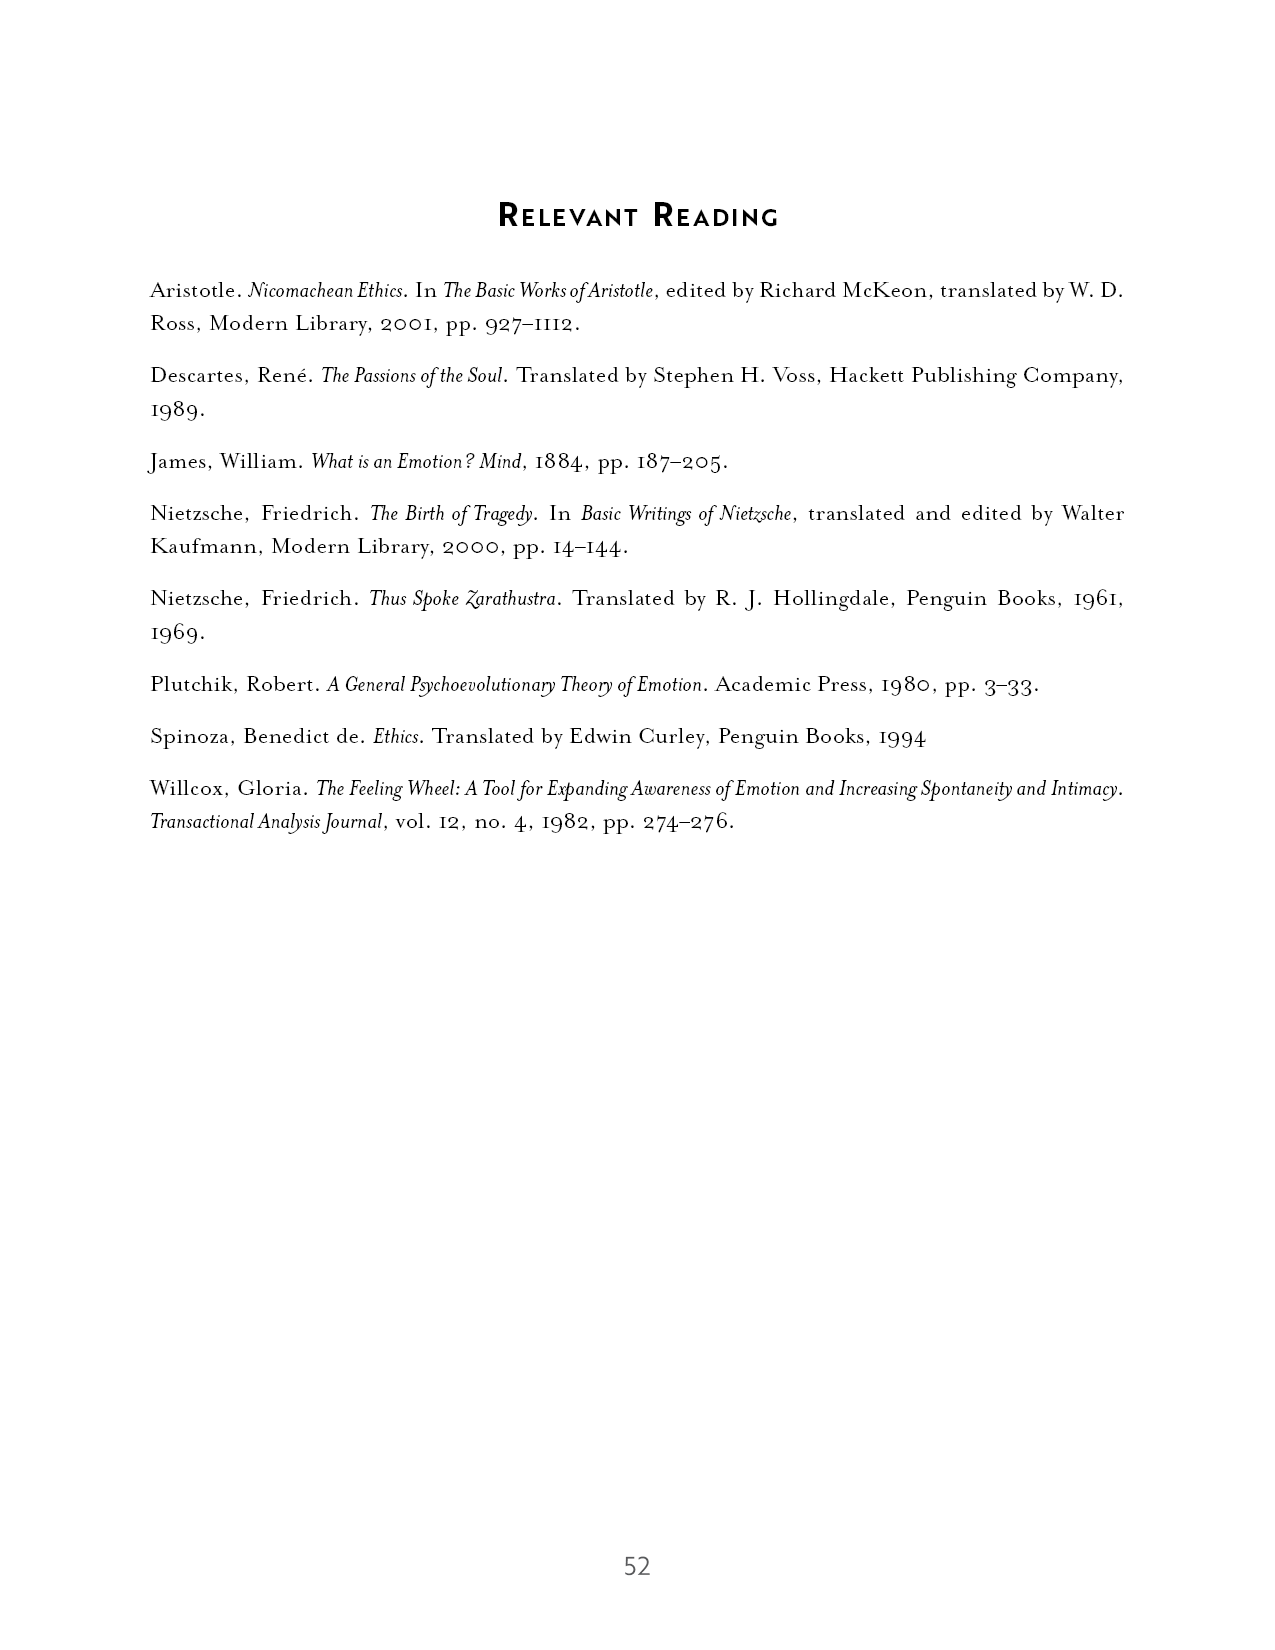 Relevant Reading
Aristotle. Nicomachean Ethics. In The Basic Works of Aristotle, edited by Richard McKeon, translated by W. D.
Ross, Modern Library, 2001, pp. 927–1112.
Descartes, René. The Passions of the Soul. Translated by Stephen H. Voss, Hackett Publishing Company,
1989.
James, William. What is an Emotion? Mind, 1884, pp. 187–205.
Nietzsche, Friedrich. The Birth of Tragedy. In Basic Writings of Nietzsche, translated and edited by Walter
Kaufmann, Modern Library, 2000, pp. 14–144.
Nietzsche, Friedrich. Thus Spoke Zarathustra. Translated by R. J. Hollingdale, Penguin Books, 1961,
1969.
Plutchik, Robert. A General Psychoevolutionary Theory of Emotion. Academic Press, 1980, pp. 3–33.
Spinoza, Benedict de. Ethics. Translated by Edwin Curley, Penguin Books, 1994
Willcox, Gloria. The Feeling Wheel: A Tool for Expanding Awareness of Emotion and Increasing Spontaneity and Intimacy.
Transactional Analysis Journal, vol. 12, no. 4, 1982, pp. 274–276.
52